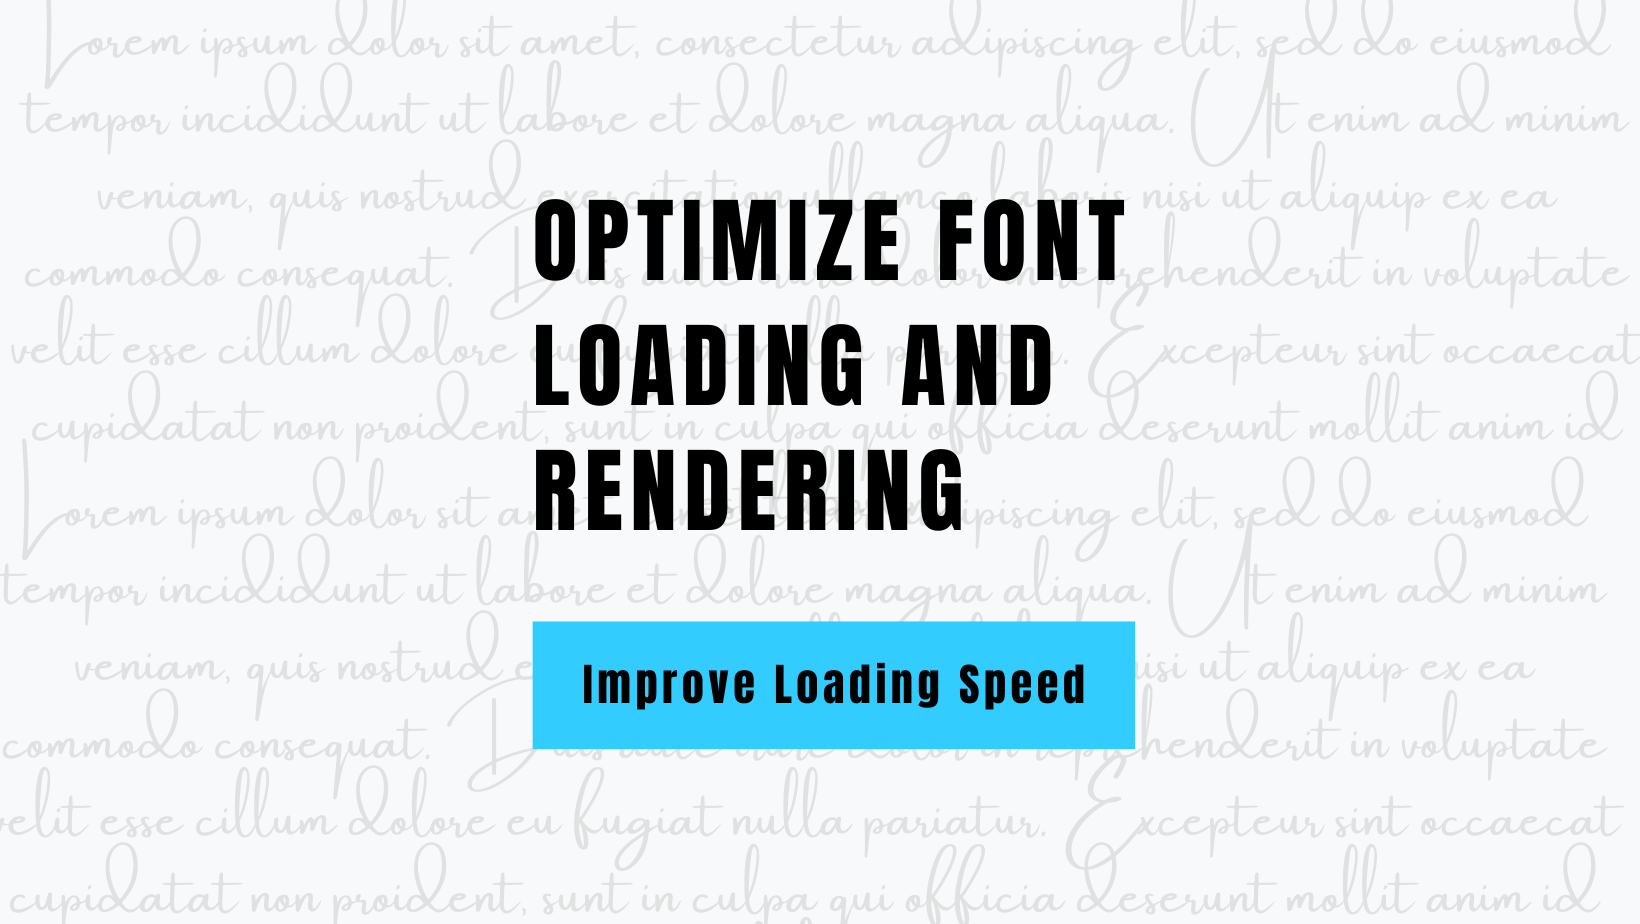 Lorem ipsum dolor sit amet, consectetur adipiscing elit, sed do eiusmod
tempor incididunt ut labore et dolore magna aliqua. Ut enim ad minim
veniam, quis nostrud exercitation ullamco laboris nisi ut aliquip ex ea
OPTIMIZE FONT
commodo consequat. Duis aute irure dolor in reprehenderit in voluptate
LOADING AND
velit esse cillum dolore eu fugiat nulla pariatur. Excepteur sint occaecat
cupidatat non proident, sunt in culpa qui officia deserunt mollit anim id
RENDERING
Lorem ipsum dolor sit adipiscing elit, sed do eiusmod
tempor incididunt ut labore et dolore magna aliqua. Ut enim ad minim
veniam, quis nostrud nisi ut aliquip ex ea
Improve Loading Speed
commodo consequat. Duis aute irure dolor in reprehenderit in voluptate
velit esse cillum dolore eu fugiat nulla pariatur. Excepteur sint occaecat
cupidatat non proident, sunt in culpa qui officia deserunt mollit anim id